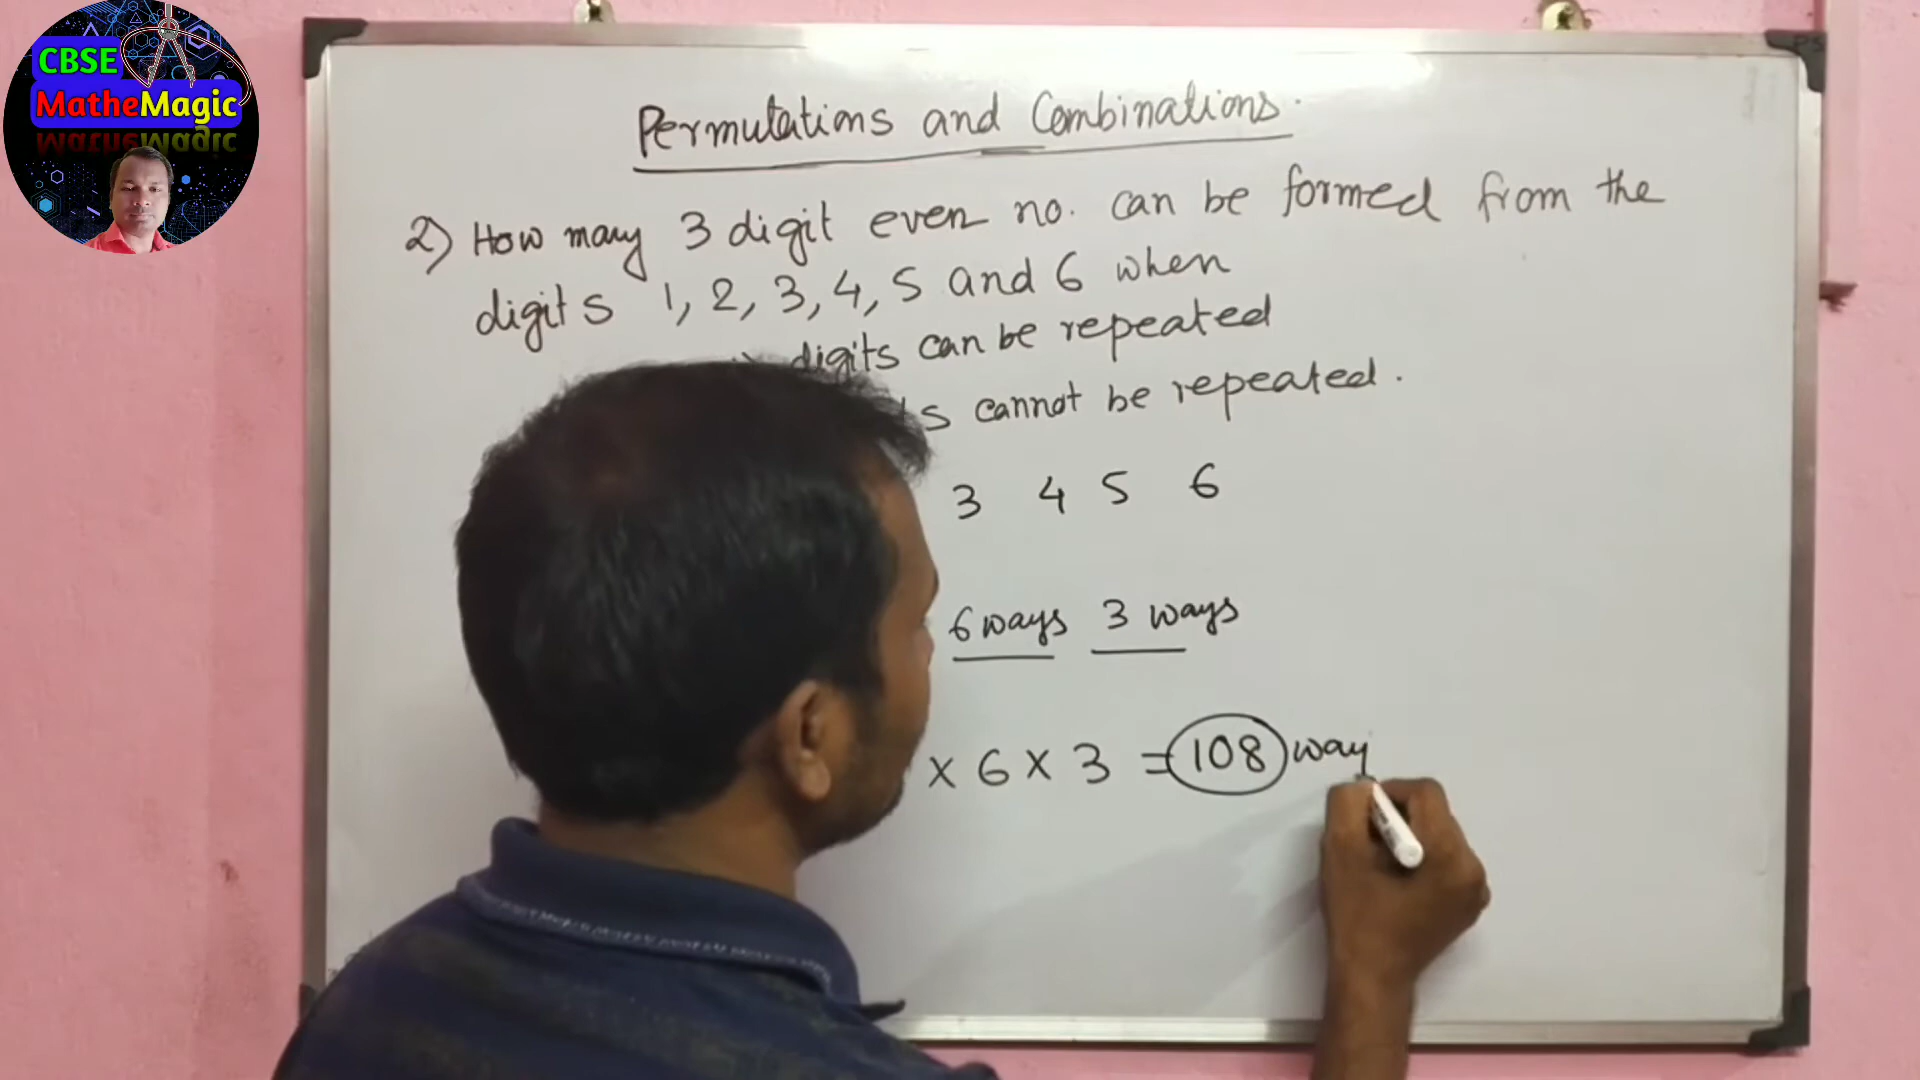 CBSE
MatheMagic
Permutations and Combinations.
2) How many 3 digit even no. can be formed from the
digits 1, 2, 3, 4, 5 and 6 when
digits can be repeated
cannot be repeated.
3 4 5 6
6 ways 3 ways
x 6 x 3 = 108 way